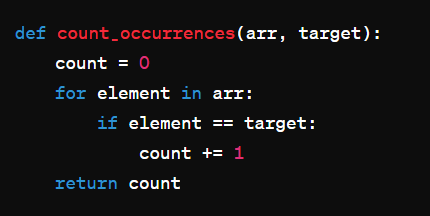 def count_occurrences(arr, target):
    count = 0
    for element in arr:
        if element == target:
            count += 1
    return count